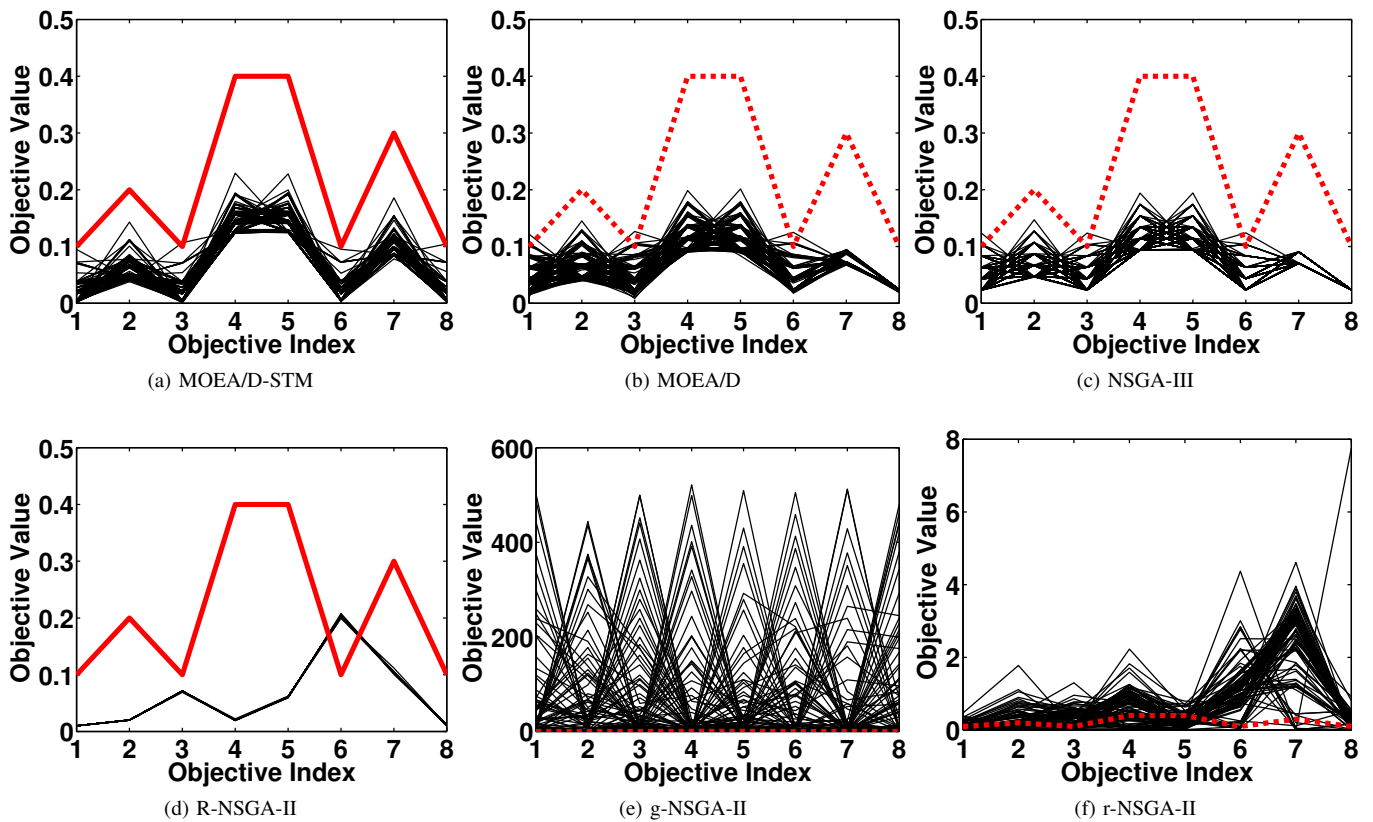 0.5
0.4
0.3
0.2
0.1
0
Objective Value
1 2 3 4 5 6 7 8
Objective Index
(a) MOEA/D-STM
0.5
0.4
0.3
0.2
0.1
0
Objective Value
1 2 3 4 5 6 7 8
Objective Index
(b) MOEA/D
0.5
0.4
0.3
0.2
0.1
0
Objective Value
1 2 3 4 5 6 7 8
Objective Index
(c) NSGA-III
0.5
0.4
0.3
0.2
0.1
0
Objective Value
1 2 3 4 5 6 7 8
Objective Index
(d) R-NSGA-II
600
400
200
0
Objective Value
1 2 3 4 5 6 7 8
Objective Index
(e) g-NSGA-II
8
6
4
2
0
Objective Value
1 2 3 4 5 6 7 8
Objective Index
(f) r-NSGA-II